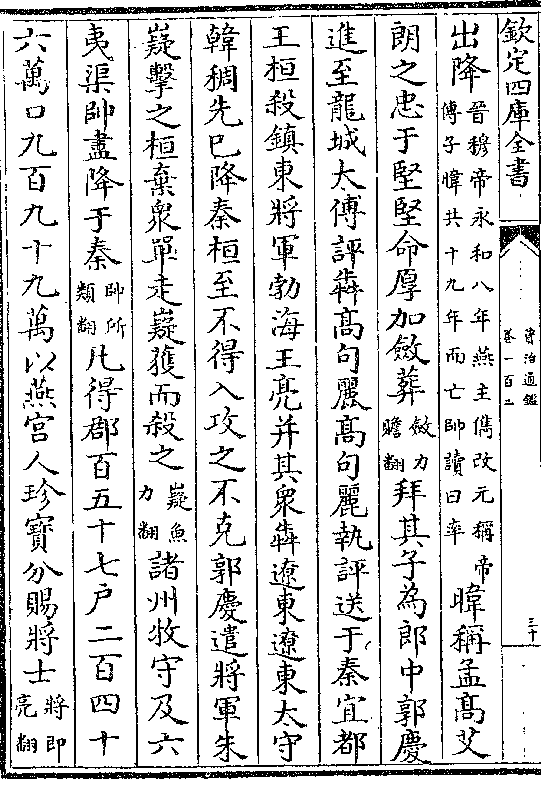 欽定四庫全書
資治通鑑
卷一百二
三十
出降晉穆帝永和八年燕主儁改元稱帝
傳子暐共十九年而亡帥讀曰率暐稱孟髙艾
朗之忠于堅堅命厚加斂葬斂力
贍翻拜其子為郎中郭慶
進至龍城太傅評犇髙句麗髙句麗執評送于秦宜都
王桓殺鎮東將軍勃海王亮并其衆犇遼東遼東太守
韓稠先已降秦桓至不得入攻之不克郭慶遣將軍朱
嶷擊之桓棄衆單走嶷獲而殺之嶷魚
力翻諸州牧守及六
夷渠帥盡降于秦帥所
類翻凡得郡百五十七户二百四十
六萬口九百九十九萬以燕宫人珍寶分賜將士將即
亮翻